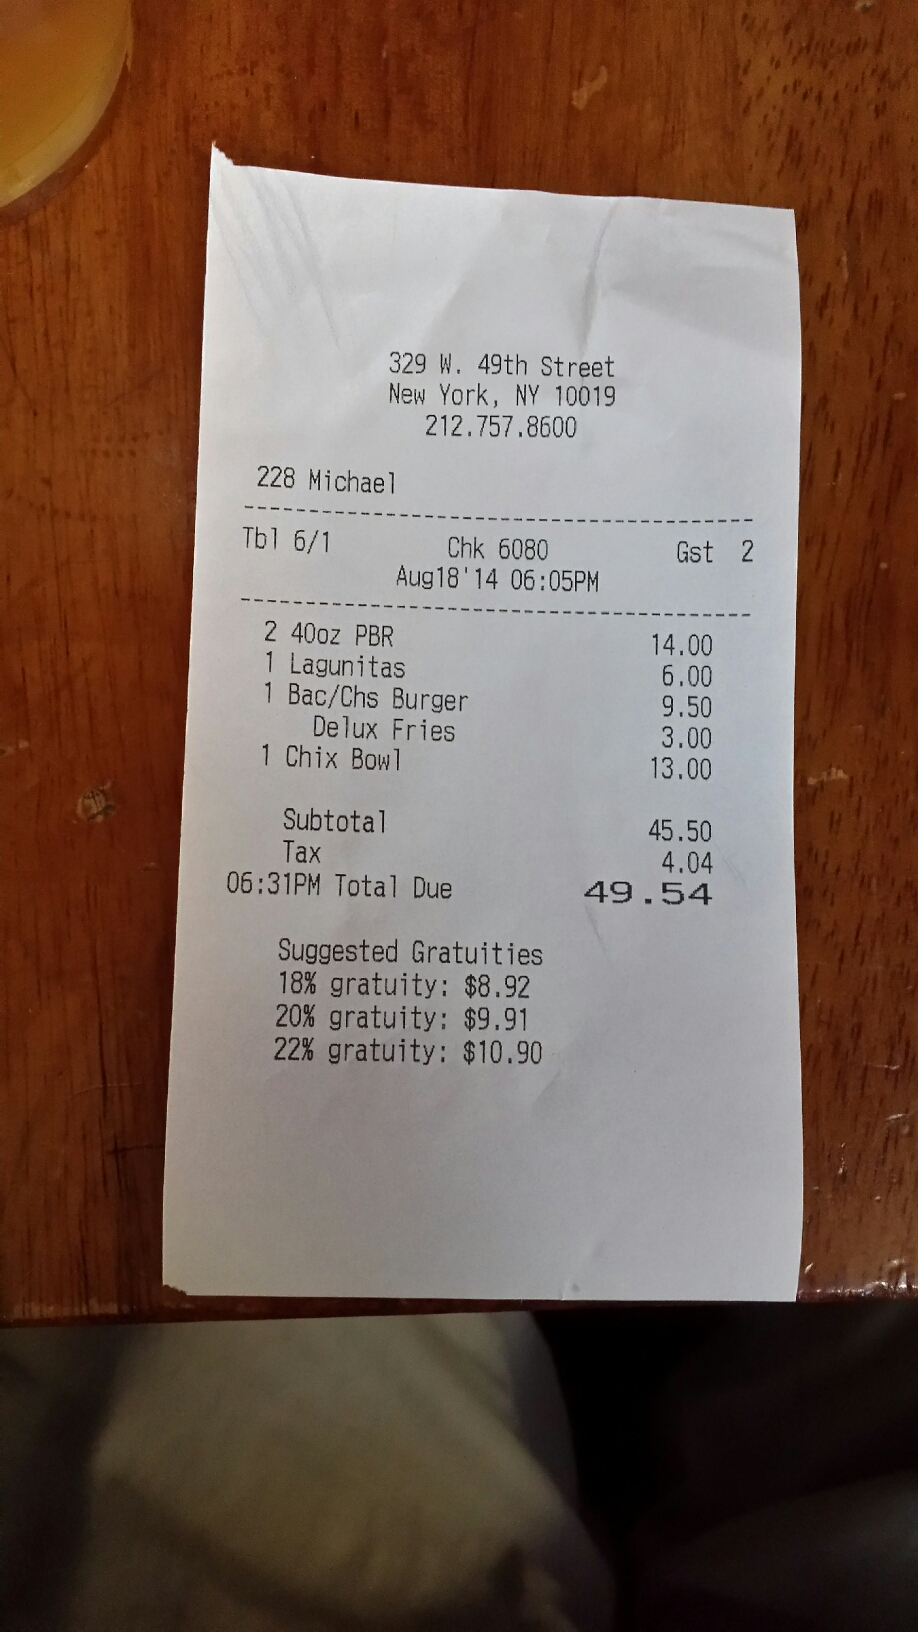 329 W. 49th Street
New York, NY 10019
212.757.8600
228 Michael
Tbl 6/1 Chk 6080 Gst 2
Aug18'14 06:05PM
2 40oz PBR 14.00
1 Lagunitas 6.00
1 Bac/Chs Burger 9.50
Delux Fries 3.00
1 Chix Bowl 13.00
Subtotal 45.50
Tax 4.04
06:31PM Total Due 49.54
Suggested Gratuities
18% gratuity: $8.92
20% gratuity: $9.91
22% gratuity: $10.90